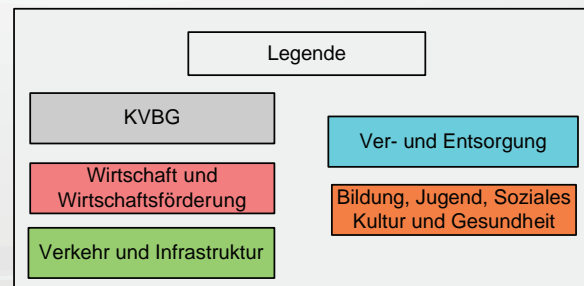 Legende
KVBG
Wirtschaft und
Wirtschaftsförderung
Verkehr und Infrastruktur
Ver- und Entsorgung
Bildung, Jugend, Soziales
Kultur und Gesundheit